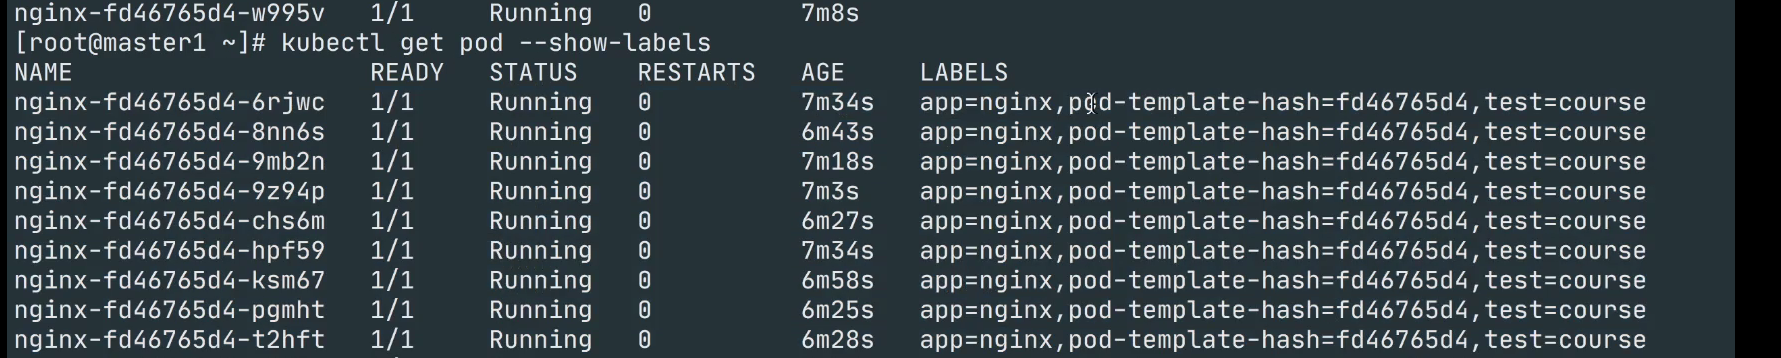 nginx-fd46765d4-w995v   1/1     Running   0          7m8s
[root@master1 ~]# kubectl get pod --show-labels
NAME                    READY   STATUS    RESTARTS   AGE     LABELS
nginx-fd46765d4-6rjwc   1/1     Running   0          7m34s   app=nginx,pod-template-hash=fd46765d4,test=course
nginx-fd46765d4-8nn6s   1/1     Running   0          6m43s   app=nginx,pod-template-hash=fd46765d4,test=course
nginx-fd46765d4-9mb2n   1/1     Running   0          7m18s   app=nginx,pod-template-hash=fd46765d4,test=course
nginx-fd46765d4-9z94p   1/1     Running   0          7m3s    app=nginx,pod-template-hash=fd46765d4,test=course
nginx-fd46765d4-chs6m   1/1     Running   0          6m27s   app=nginx,pod-template-hash=fd46765d4,test=course
nginx-fd46765d4-hpf59   1/1     Running   0          7m34s   app=nginx,pod-template-hash=fd46765d4,test=course
nginx-fd46765d4-ksm67   1/1     Running   0          6m58s   app=nginx,pod-template-hash=fd46765d4,test=course
nginx-fd46765d4-pgmht   1/1     Running   0          6m25s   app=nginx,pod-template-hash=fd46765d4,test=course
nginx-fd46765d4-t2hft   1/1     Running   0          6m28s   app=nginx,pod-template-hash=fd46765d4,test=course